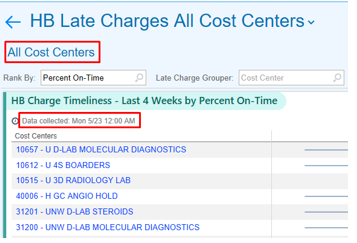 HB Late Charges All Cost Centers
All Cost Centers
Rank By: Percent On-Time Late Charge Grouper: Cost Center
HB Charge Timeliness - Last 4 Weeks by Percent On-Time
Data collected: Mon 5/23 12:00 AM
Cost Centers
10657 - U D-LAB MOLECULAR DIAGNOSTICS
10612 - U 4S BOARDERS
10515 - U 3D RADIOLOGY LAB
40006 - H GC ANGIO HOLD
31201 - UNW D-LAB STEROIDS
31200 - UNW D-LAB MOLECULAR DIAGNOSTICS